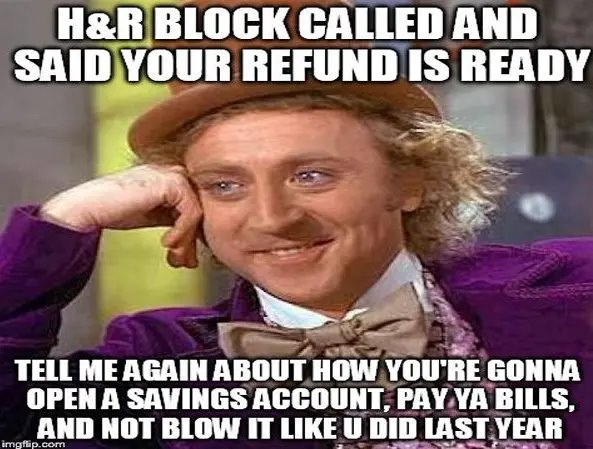 H&R BLOCK CALLED AND
SAID YOUR REFUND IS READY
TELL ME AGAIN ABOUT HOW YOU'RE GONNA
OPEN A SAVINGS ACCOUNT, PAY YA BILLS,
AND NOT BLOW IT LIKE U DID LAST YEAR
imgflip.com